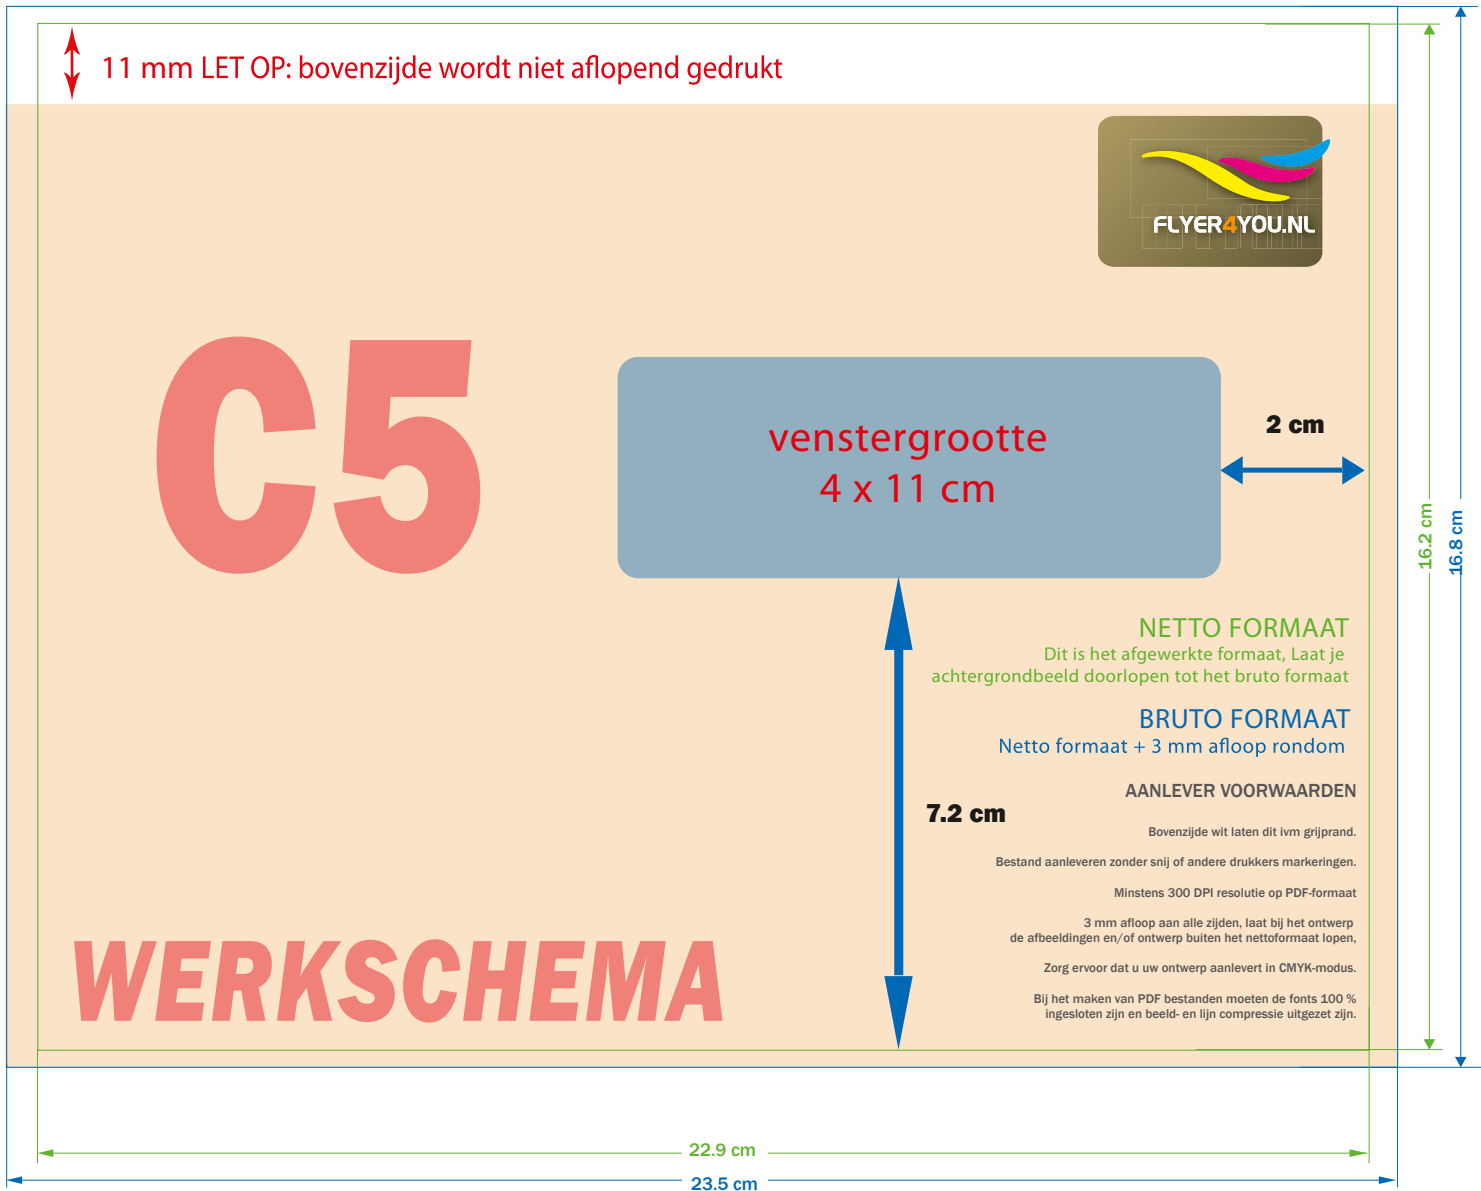 11 mm LET OP: bovenzijde wordt niet aflopend gedrukt
FLYER4YOU.NL
C5
venstergrootte
4 x 11 cm
2 cm
16.2 cm
16.8 cm
NETTO FORMAAT
Dit is het afgewerkte formaat, Laat je
achtergrondbeeld doorlopen tot het bruto formaat
BRUTO FORMAAT
Netto formaat + 3 mm afloop rondom
7.2 cm
AANLEVER VOORWAARDEN
Bovenzijde wit laten dit ivm grijprand.
Bestand aanleveren zonder snij of andere drukkers markeringen.
Minstens 300 DPI resolutie op PDF-formaat
3 mm afloop aan alle zijden, laat bij het ontwerp
de afbeeldingen en/of ontwerp buiten het nettoformaat lopen,
Zorg ervoor dat u uw ontwerp aanlevert in CMYK-modus.
Bij het maken van PDF bestanden moeten de fonts 100 %
ingesloten zijn en beeld- en lijn compressie uitgezet zijn.
WERKSCHEMA
22.9 cm
23.5 cm